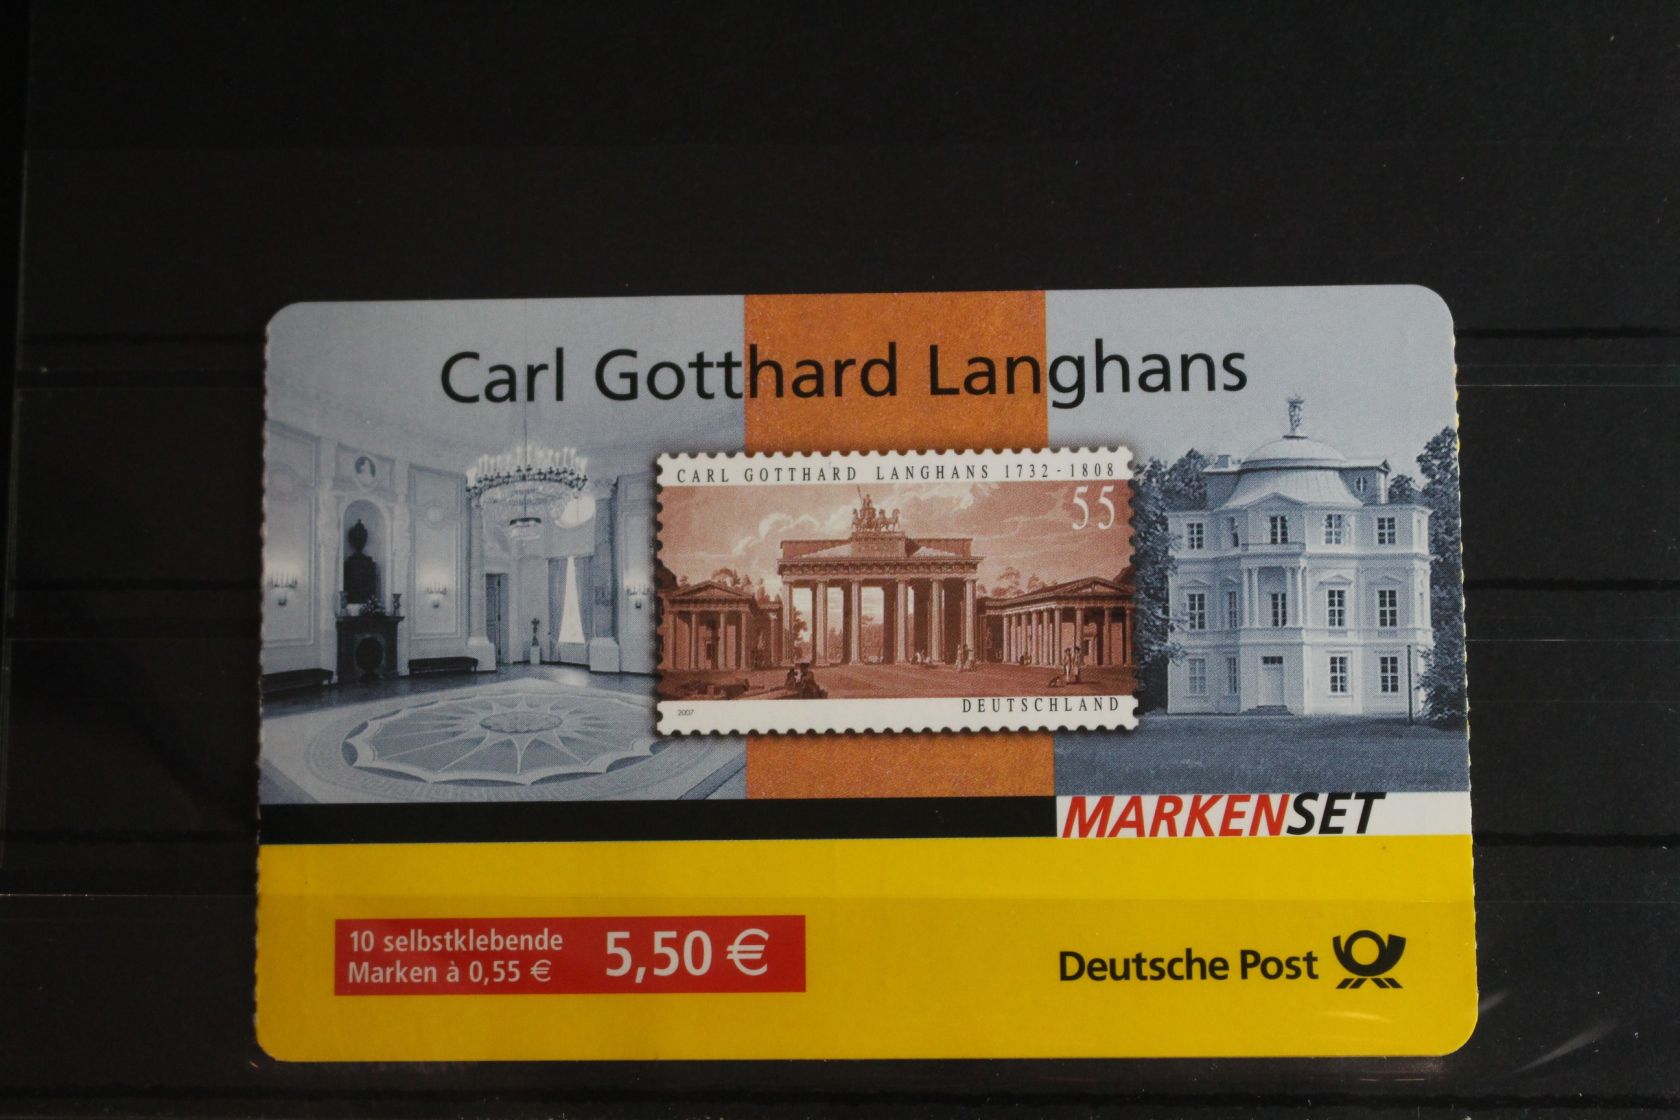 Carl Gotthard Langhans
CARL GOTTHARD LANGHANS 1732-1808
55
DEUTSCHLAND
2007
MARKENSET
10 selbstklebende
Marken à 0,55 €
5,50 €
Deutsche Post